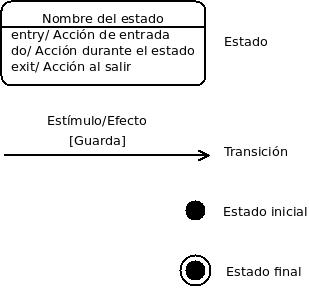 Nombre del estado
entry/ Acción de entrada
do/ Acción durante el estado
exit/ Acción al salir
Estado
Estímulo/Efecto
[Guarda]
Transición
Estado inicial
Estado final